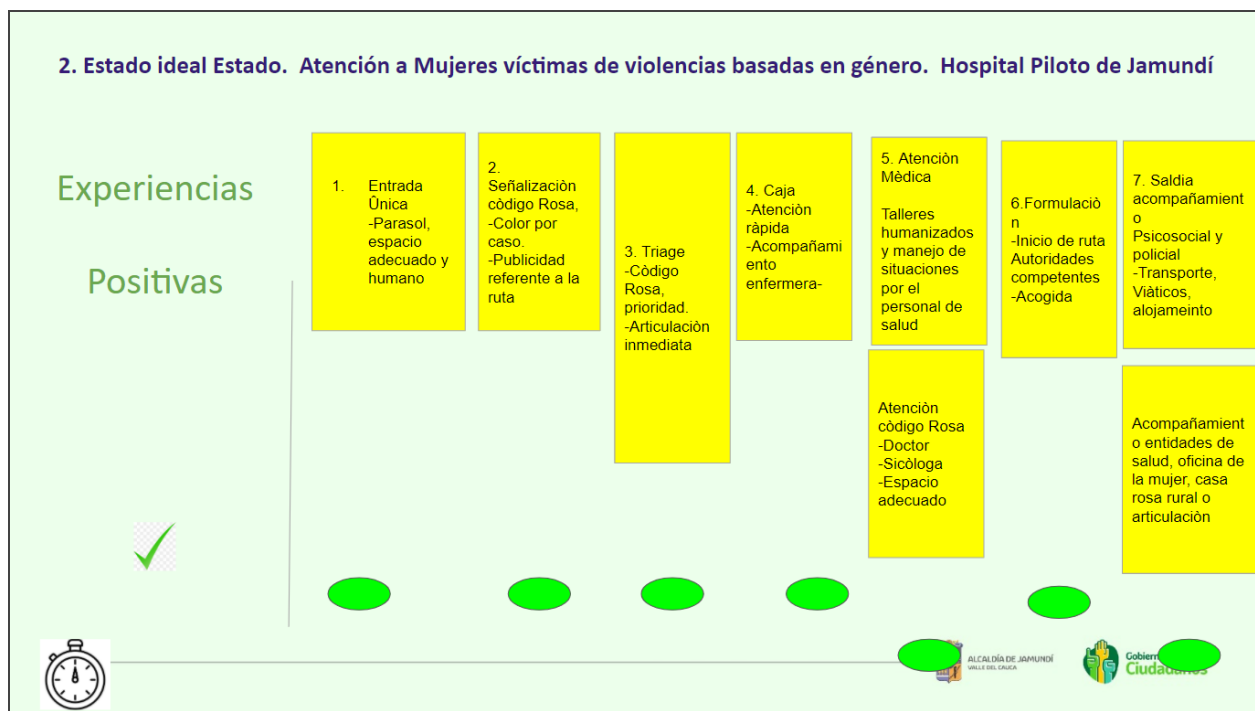 2. Estado ideal Estado.  Atención a Mujeres víctimas de violencias basadas en género.  Hospital Piloto de Jamundí
Experiencias
Positivas
1. Entrada
Ûnica
-Parasol,
espacio
adecuado y
humano
2.
Señalizaciòn
còdigo Rosa,
-Color por
caso.
-Publicidad
referente a la
ruta
3. Triage
-Còdigo
Rosa,
prioridad.
-Articulaciòn
inmediata
4. Caja
-Atenciòn
ràpida
-Acompañami
ento
enfermera-
5. Atenciòn
Mèdica
Talleres
humanizados
y manejo de
situaciones
por el
personal de
salud
Atenciòn
còdigo Rosa
-Doctor
-Sicòloga
-Espacio
adecuado
6.Formulaciò
n
-Inicio de ruta
Autoridades
competentes
-Acogida
7. Saldia
acompañamient
o
Psicosocial y
policial
-Transporte,
Viàticos,
alojameinto
Acompañamient
o entidades de
salud, oficina de
la mujer, casa
rosa rural o
articulaciòn
ALCALDÍA DE JAMUNDÍ
VALLE DEL CAUCA